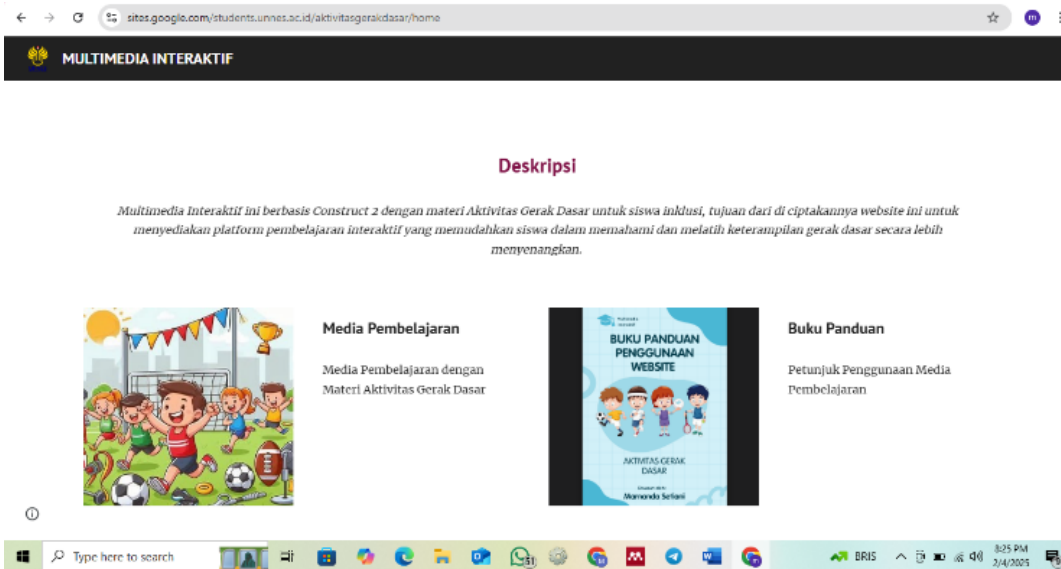 sites.google.com/students.unnes.ac.id/aktivitasgerakdasar/home
m
MULTIMEDIA INTERAKTIF
Deskripsi
Multimedia Interaktif ini berbasis Construct 2 dengan materi Aktivitas Gerak Dasar untuk siswa inklusi, tujuan dari di ciptakannya website ini untuk
menyediakan platform pembelajaran interaktif yang memudahkan siswa dalam memahami dan melatih keterampilan gerak dasar secara lebih
menyenangkan.
Media Pembelajaran
Media Pembelajaran dengan
Materi Aktivitas Gerak Dasar
BUKU PANDUAN
PENGGUNAAN
WEBSITE
AKTIVITAS GERAK
DASAR
Mamanda Setiani
Buku Panduan
Petunjuk Penggunaan Media
Pembelajaran
Type here to search
51
BRIS
8:25 PM
2/4/2025